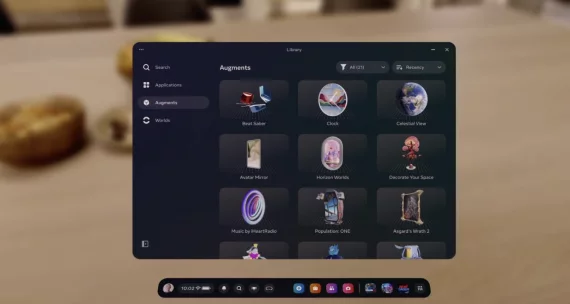 Library
Search
Applications
Augments
Worlds
Augments
All (21)
Recency
Beat Saber
Clock
Celestial View
Avatar Mirror
Horizon Worlds
Decorate Your Space
Music by iHeartRadio
Population: ONE
Asgard's Wrath 2
10:02